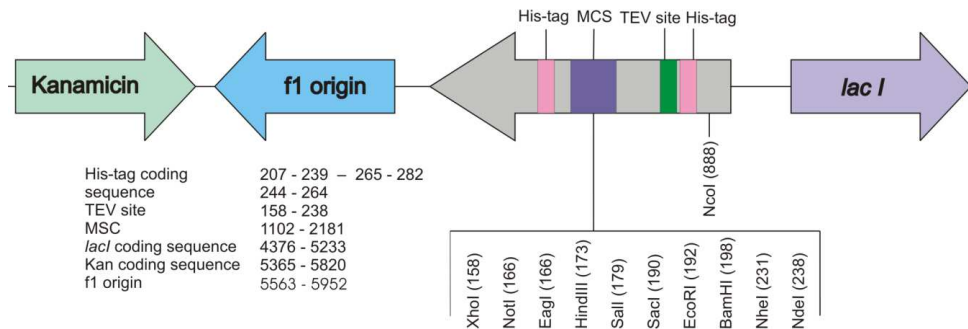 His-tag MCS TEV site His-tag
Kanamicin f1 origin lac I
His-tag coding 207 - 239 – 265 - 282
sequence 244 - 264
TEV site 158 - 238
MSC 1102 - 2181
lacI coding sequence 4376 - 5233
Kan coding sequence 5365 - 5820
f1 origin 5563 - 5952
NcoI (888)
XhoI (158)
NotI (166)
EagI (166)
HindIII (173)
SalI (179)
SacI (190)
EcoRI (192)
BamHI (198)
NheI (231)
NdeI (238)